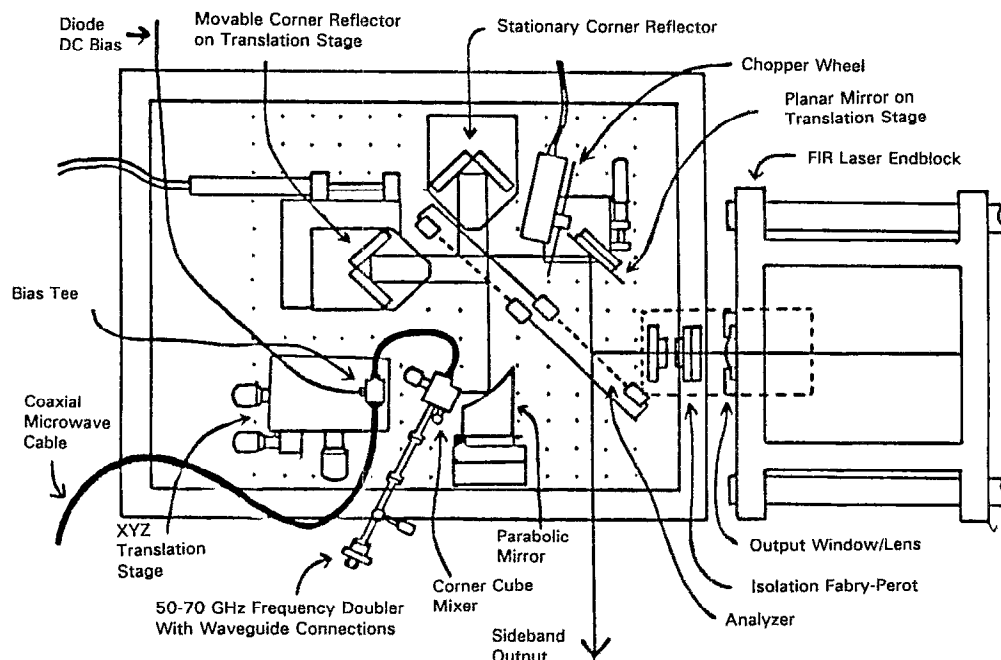 Diode
DC Bias
Movable Corner Reflector
on Translation Stage
Stationary Corner Reflector
Chopper Wheel
Planar Mirror on
Translation Stage
FIR Laser Endblock
Bias Tee
Coaxial
Microwave
Cable
XYZ
Translation
Stage
50-70 GHz Frequency Doubler
With Waveguide Connections
Corner Cube
Mixer
Parabolic
Mirror
Sideband
Output
Output Window/Lens
Isolation Fabry-Perot
Analyzer